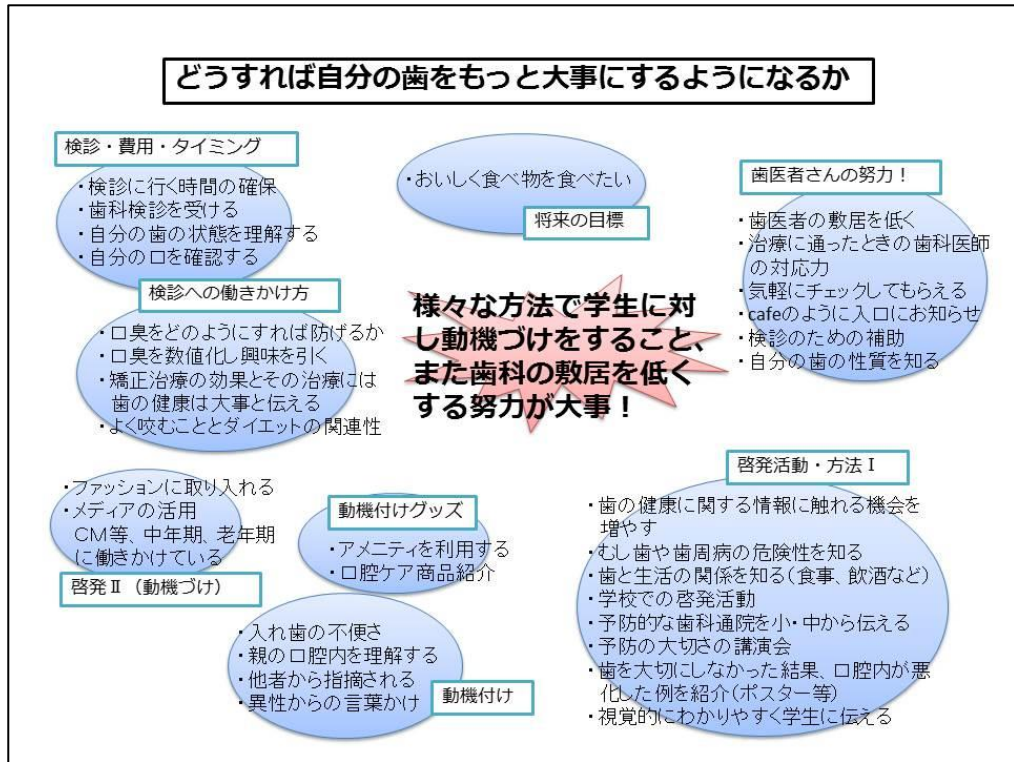 どうすれば自分の歯をもっと大事にするようになるか
検診・費用・タイミング
・検診に行く時間の確保
・歯科検診を受ける
・自分の歯の状態を理解する
・自分の口を確認する
・おいしく食べ物を食べたい
将来の目標
歯医者さんの努力！
・歯医者の敷居を低く
・治療に通ったときの歯科医師
の対応力
・気軽にチェックしてもらえる
・cafeのように入口にお知らせ
・検診のための補助
・自分の歯の性質を知る
検診への働きかけ方
・口臭をどのようにすれば防げるか
・口臭を数値化し興味を引く
・矯正治療の効果とその治療には
歯の健康は大事と伝える
・よく咬むこととダイエットの関連性
様々な方法で学生に対
し動機づけをすること、
また歯科の敷居を低く
する努力が大事！
・ファッションに取り入れる
・メディアの活用
CM等、中年期、老年期
に働きかけている
啓発Ⅱ（動機づけ）
動機付けグッズ
・アメニティを利用する
・口腔ケア商品紹介
・入れ歯の不便さ
・親の口腔内を理解する
・他者から指摘される
・異性からの言葉かけ
動機付け
啓発活動・方法Ⅰ
・歯の健康に関する情報に触れる機会を
増やす
・むし歯や歯周病の危険性を知る
・歯と生活の関係を知る（食事、飲酒など）
・学校での啓発活動
・予防的な歯科通院を小・中から伝える
・予防の大切さの講演会
・歯を大切にしなかった結果、口腔内が悪
化した例を紹介（ポスター等）
・視覚的にわかりやすく学生に伝える